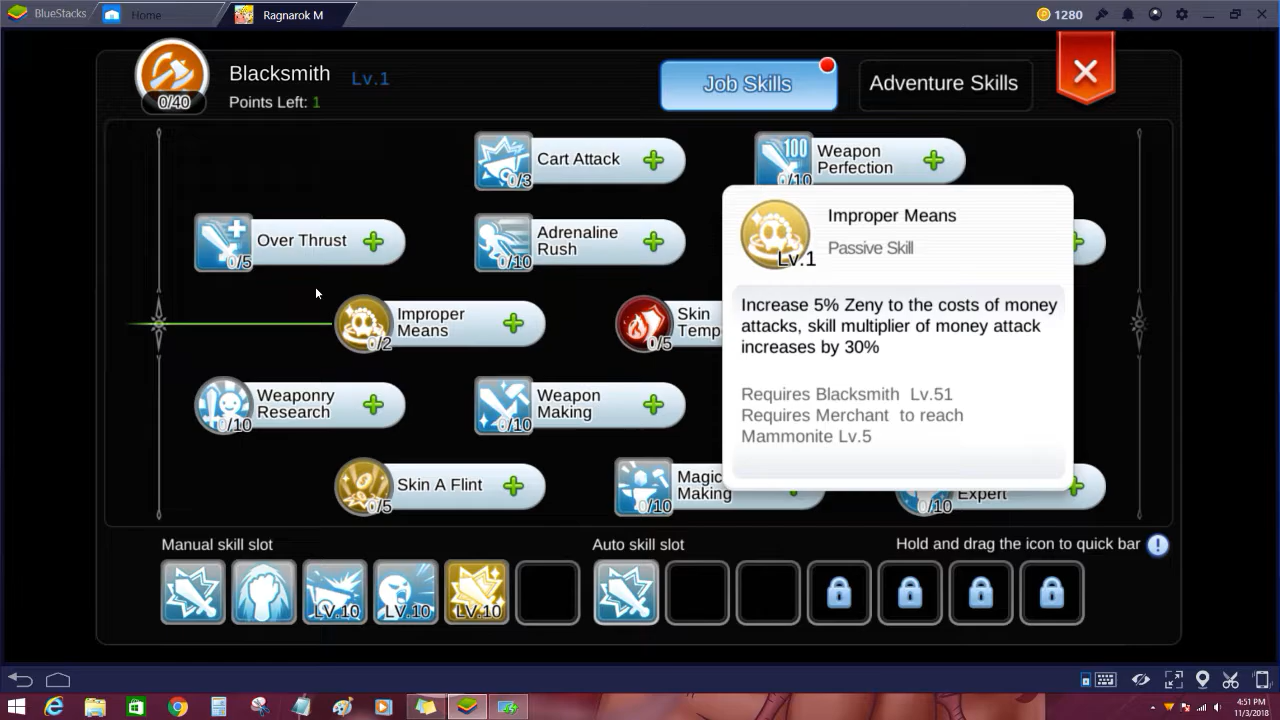 BlueStacks
Home
Ragnarok M
1280
0/40
Blacksmith Lv.1
Points Left: 1
Job Skills
Adventure Skills
Cart Attack
0/3
100
Weapon
Perfection
0/10
Over Thrust
0/5
Adrenaline
Rush
0/10
Improper
Means
0/2
Skin
Temp
0/5
Weaponry
Research
0/10
Weapon
Making
0/10
Skin A Flint
0/5
Magic
Making
0/10
Expert
0/10
Improper Means
Passive Skill
Lv.1
Increase 5% Zeny to the costs of money
attacks, skill multiplier of money attack
increases by 30%
Requires Blacksmith Lv.51
Requires Merchant to reach
Mammonite Lv.5
Manual skill slot
Auto skill slot
Hold and drag the icon to quick bar
LV.10
LV.10
LV.10
4:51 PM
11/3/2018